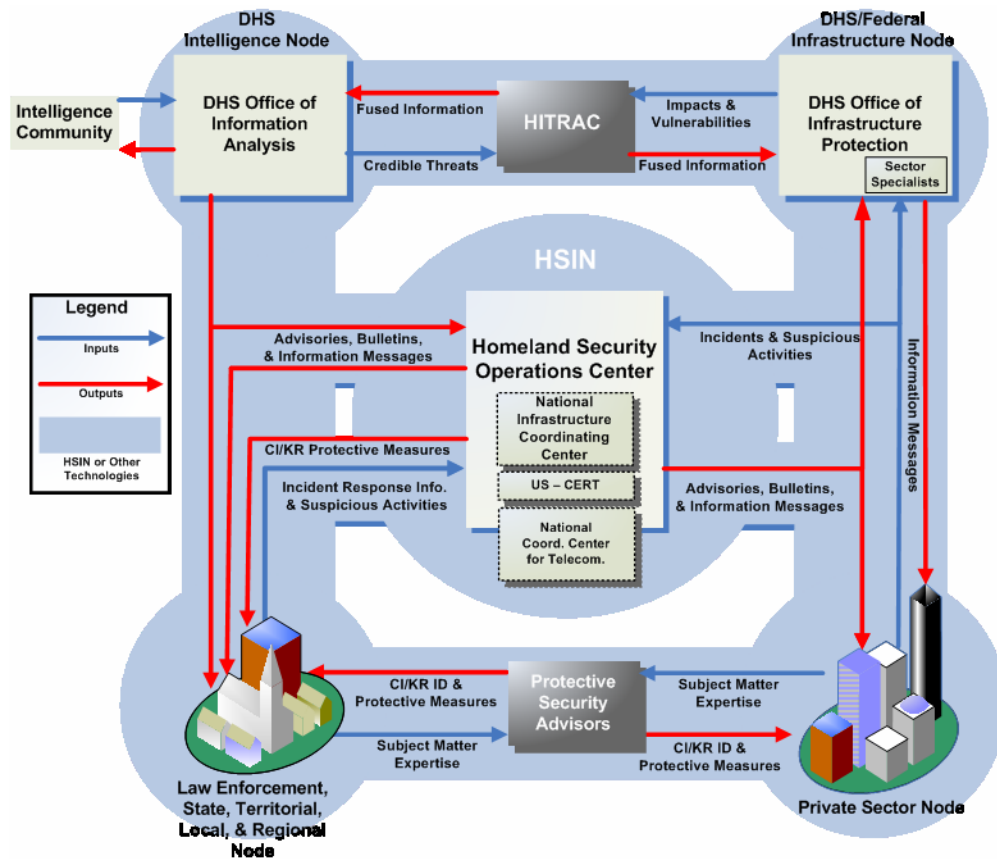 DHS
Intelligence Node
DHS/Federal
Infrastructure Node
Intelligence
Community
DHS Office of
Information
Analysis
Fused Information
Credible Threats
HITRAC
Impacts &
Vulnerabilities
Fused Information
DHS Office of
Infrastructure
Protection
Sector
Specialists
HSIN
Legend
Inputs
Outputs
HSIN or Other
Technologies
Advisories, Bulletins,
& Information Messages
Homeland Security
Operations Center
National
Infrastructure
Coordinating
Center
US – CERT
National
Coord. Center
for Telecom.
Incidents & Suspicious
Activities
Information Messages
CI/KR Protective Measures
Incident Response Info.
& Suspicious Activities
Advisories, Bulletins,
& Information Messages
CI/KR ID &
Protective Measures
Subject Matter
Expertise
Protective
Security
Advisors
Subject Matter
Expertise
CI/KR ID &
Protective Measures
Law Enforcement,
State, Territorial,
Local, & Regional
Node
Private Sector Node